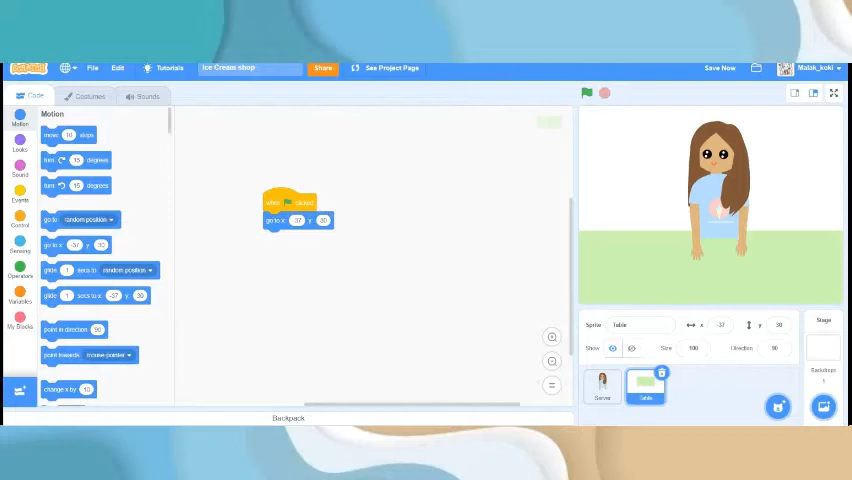 SCRATCH
File Edit Tutorials Ice Cream shop Share See Project Page Save Now Malak_koki
Code Costumes Sounds
Motion
Motion
Looks
Sound
Events
Control
Sensing
Operators
Variables
My Blocks
move 10 steps
turn 15 degrees
turn 15 degrees
go to random position
go to x: -37 y: 30
glide 1 secs to random position
glide 1 secs to x: -37 y: 30
point in direction 90
point towards mouse-pointer
change x by 10
when clicked
go to x: -37 y: 30
Sprite Table x -37 y 30
Show Size 100 Direction 90
Server
Table
Stage
Backdrops
1
Backpack